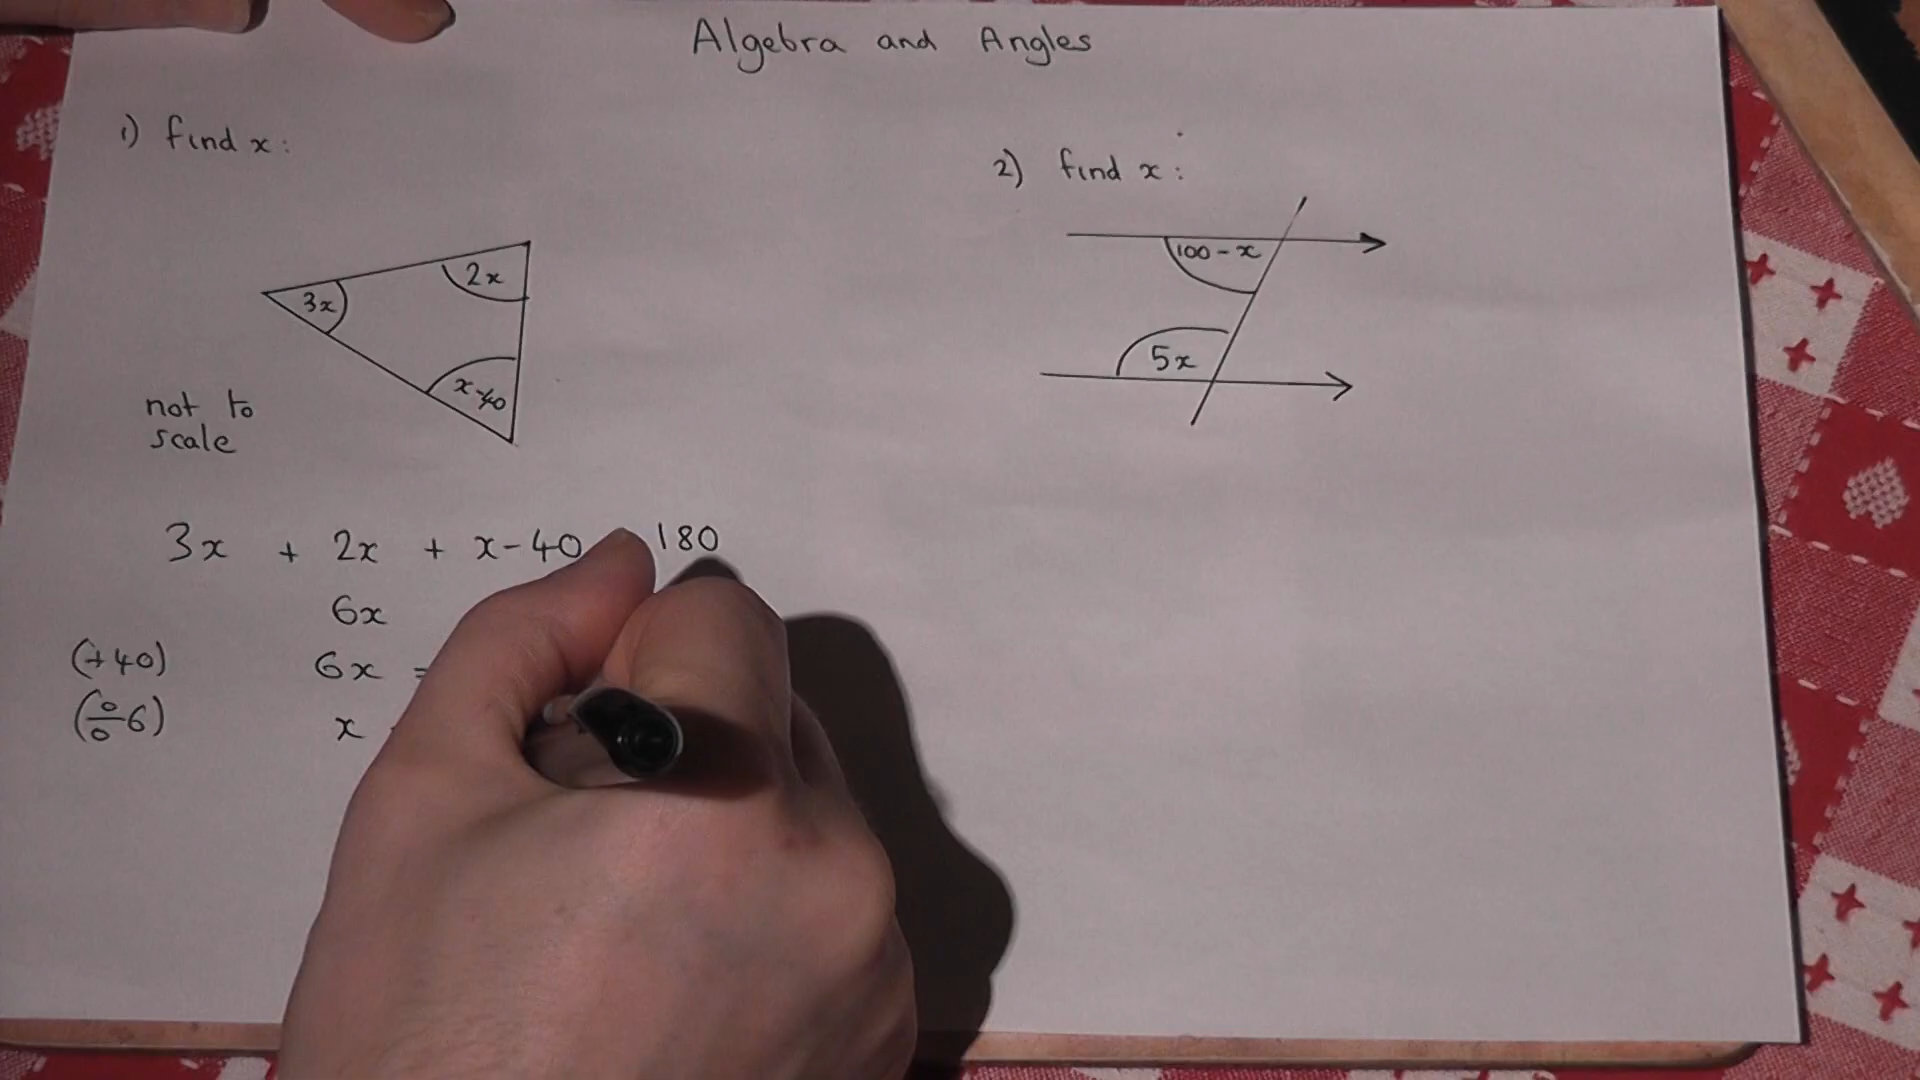 Algebra and Angles
1) find x:
3x
2x
x-40
not to
scale
3x + 2x + x-40 180
6x
(+40) 6x =
(÷6) x
2) find x:
100-x
5x